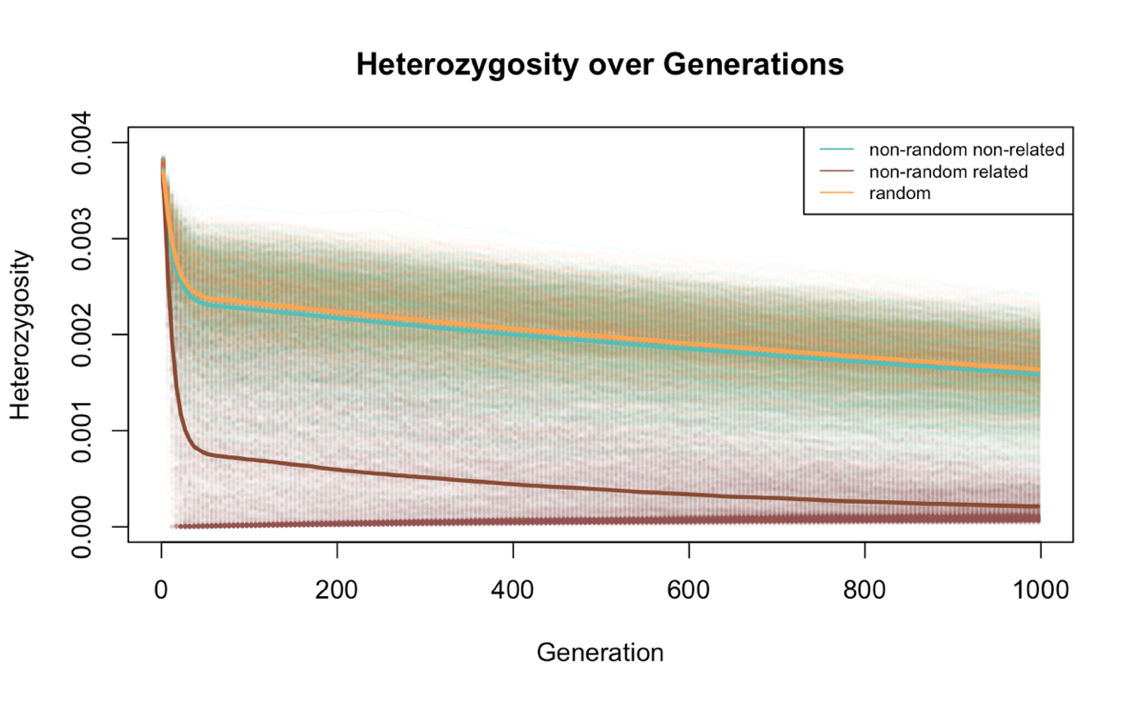 Heterozygosity over Generations
non-random non-related
non-random related
random
0.004
0.003
0.002
0.001
0.000
Heterozygosity
0 200 400 600 800 1000
Generation